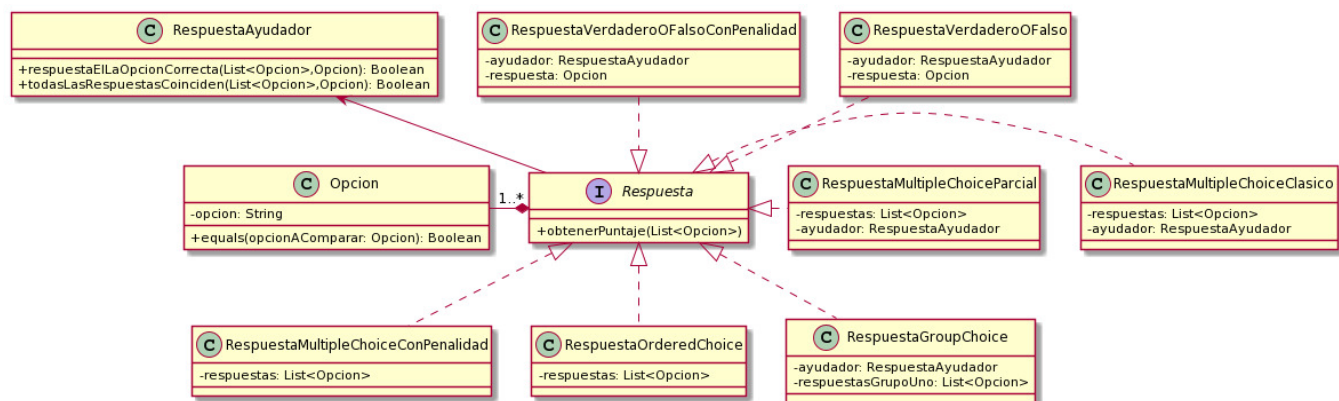 RespuestaAyudador
+respuestaElLaOpcionCorrecta(List<Opcion>,Opcion): Boolean
+todasLasRespuestasCoinciden(List<Opcion>,Opcion): Boolean
RespuestaVerdaderoOFalsoConPenalidad
-ayudador: RespuestaAyudador
-respuesta: Opcion
RespuestaVerdaderoOFalso
-ayudador: RespuestaAyudador
-respuesta: Opcion
Opcion
-opcion: String
+equals(opcionAComparar: Opcion): Boolean
1..*
Respuesta
+obtenerPuntaje(List<Opcion>)
RespuestaMultipleChoiceParcial
-respuestas: List<Opcion>
-ayudador: RespuestaAyudador
RespuestaMultipleChoiceClasico
-respuestas: List<Opcion>
-ayudador: RespuestaAyudador
RespuestaMultipleChoiceConPenalidad
-respuestas: List<Opcion>
RespuestaOrderedChoice
-respuestas: List<Opcion>
RespuestaGroupChoice
-ayudador: RespuestaAyudador
-respuestasGrupoUno: List<Opcion>
C
C
C
C
I
C
C
C
C
C